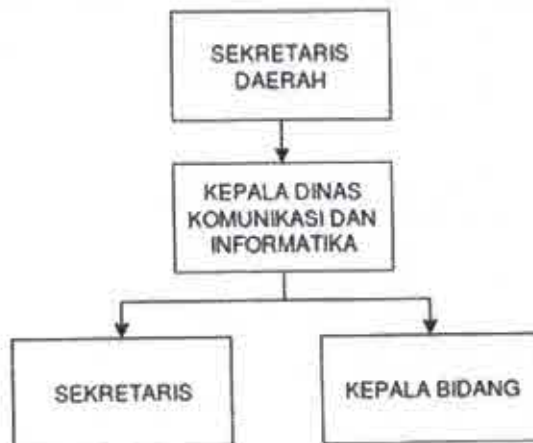 SEKRETARIS
DAERAH
KEPALA DINAS
KOMUNIKASI DAN
INFORMATIKA
SEKRETARIS
KEPALA BIDANG